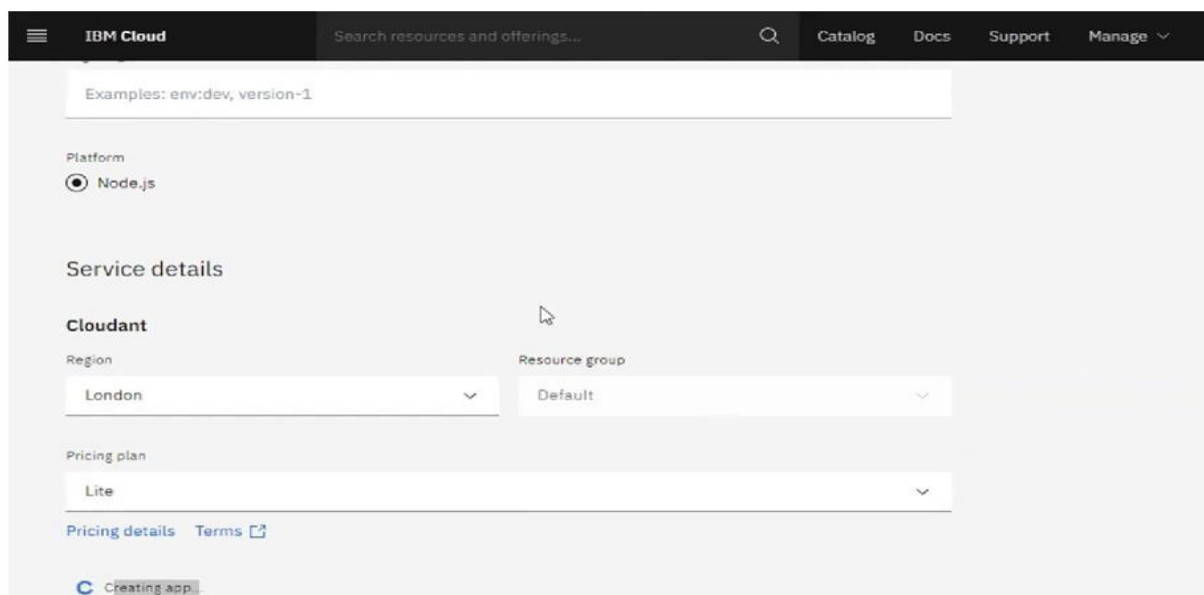 IBM Cloud Search resources and offerings... Catalog Docs Support Manage
Examples: env:dev, version-1
Platform
Node.js
Service details
Cloudant
Region Resource group
London Default
Pricing plan
Lite
Pricing details Terms
Creating app...